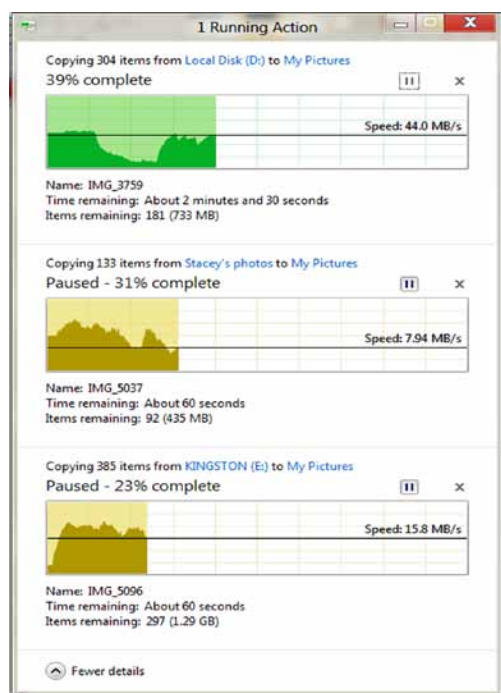 1 Running Action
Copying 304 items from Local Disk (D:) to My Pictures
39% complete
Speed: 44.0 MB/s
Name: IMG_3759
Time remaining: About 2 minutes and 30 seconds
Items remaining: 181 (733 MB)
Copying 133 items from Stacey's photos to My Pictures
Paused - 31% complete
Speed: 7.94 MB/s
Name: IMG_5037
Time remaining: About 60 seconds
Items remaining: 92 (435 MB)
Copying 385 items from KINGSTON (E:) to My Pictures
Paused - 23% complete
Speed: 15.8 MB/s
Name: IMG_5096
Time remaining: About 60 seconds
Items remaining: 297 (1.29 GB)
Fewer details